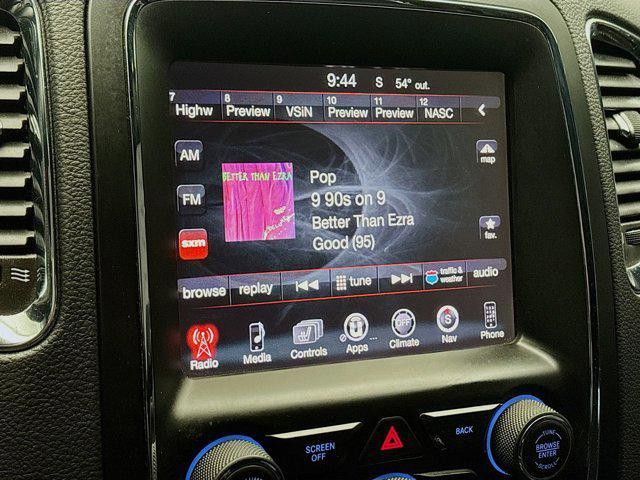 9:44 S 54° out.
7 8 9 10 11 12
Highw Preview VSiN Preview Preview NASC
AM
map
BETTER THAN EZRA
Pop
9 90s on 9
FM
Better Than Ezra
fav.
Good (95)
sxm
browse replay tune traffic & weather audio
Radio Media Controls Apps OFF Climate S Nav Phone
SCREEN OFF
BACK
TUNE
BROWSE
ENTER
SCROLL